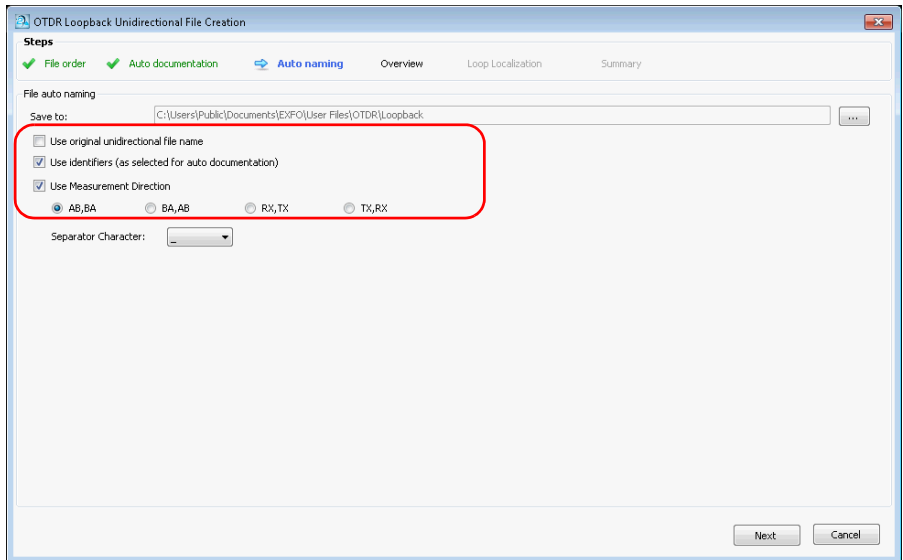 OTDR Loopback Unidirectional File Creation
Steps
File order Auto documentation Auto naming Overview Loop Localization Summary
File auto naming
Save to: C:\Users\Public\Documents\EXFO\User Files\OTDR\Loopback ...
Use original unidirectional file name
Use identifiers (as selected for auto documentation)
Use Measurement Direction
AB,BA BA,AB RX,TX TX,RX
Separator Character: _
Next Cancel